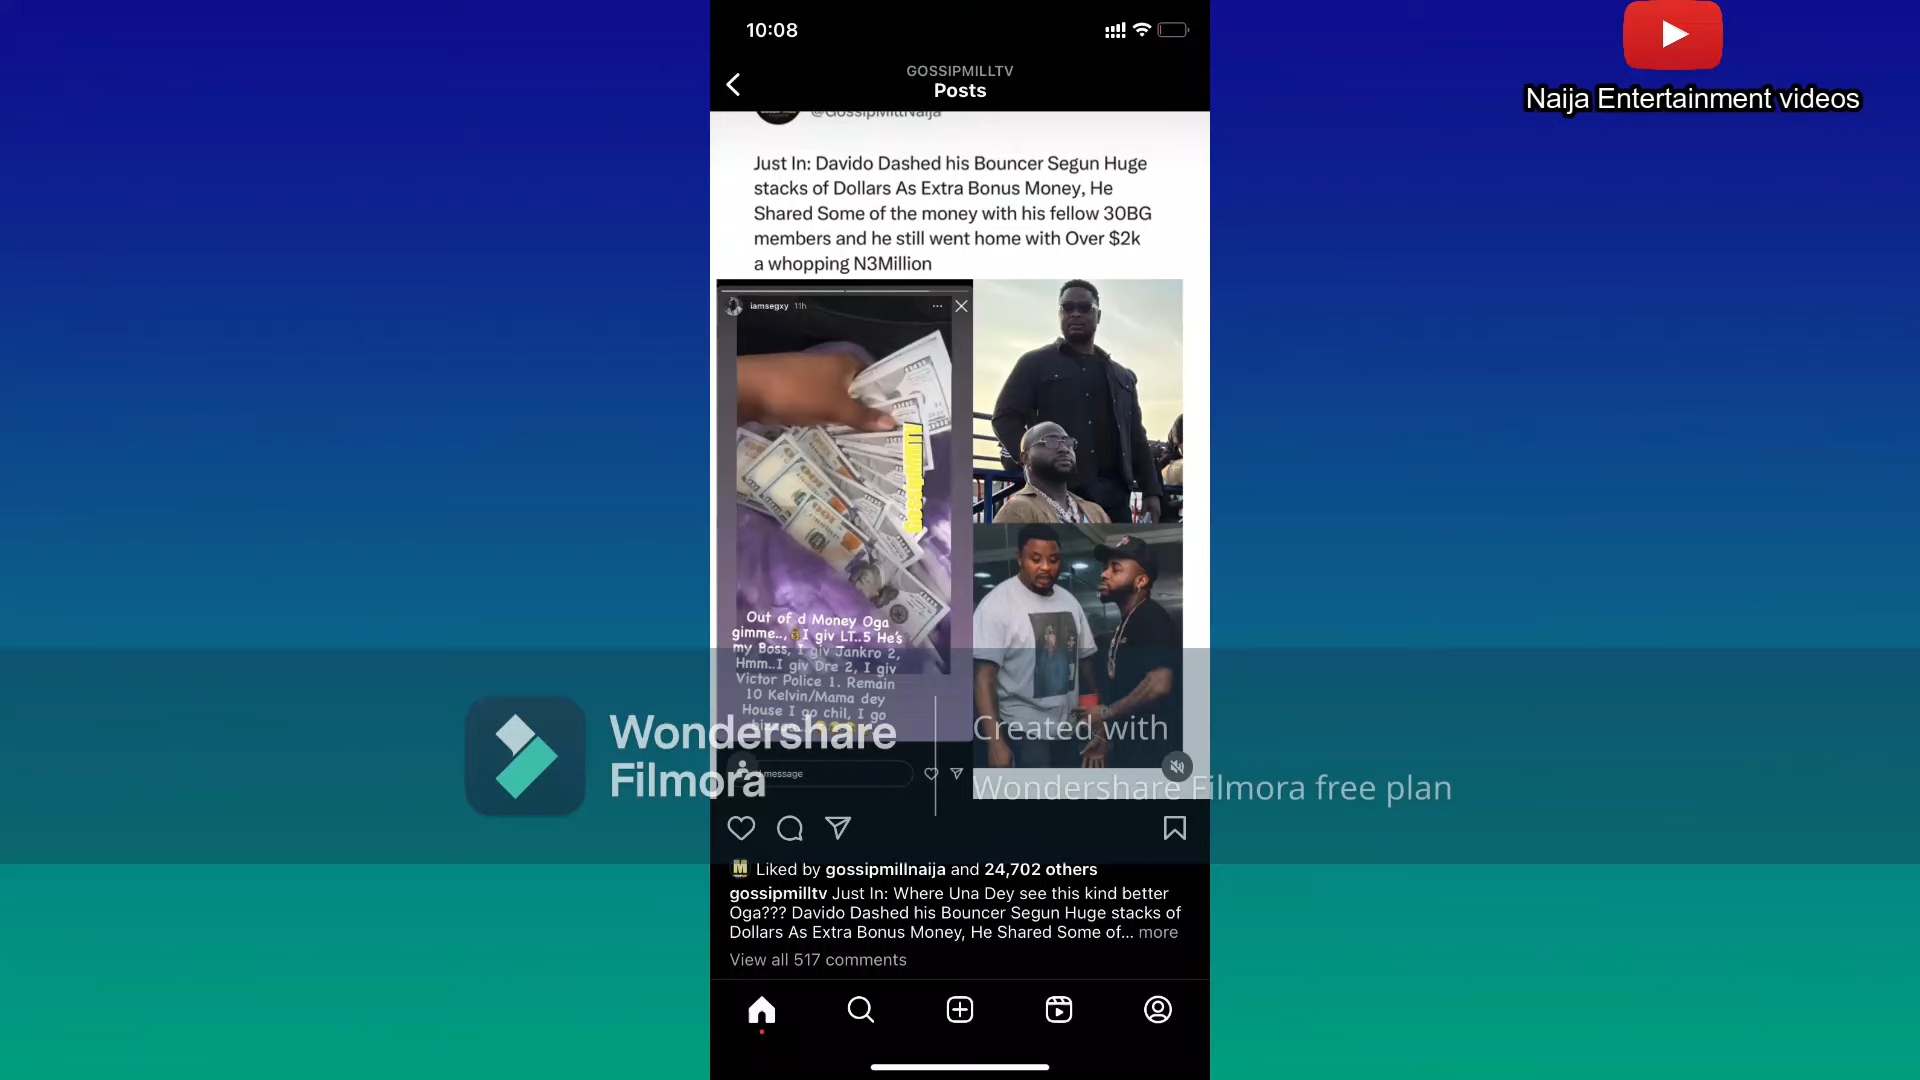 10:08
GOSSIPMILLTV
Posts
Naija Entertainment videos
@GossipMillNaija
Just In: Davido Dashed his Bouncer Segun Huge
stacks of Dollars As Extra Bonus Money, He
Shared Some of the money with his fellow 30BG
members and he still went home with Over $2k
a whopping N3Million
iamsegxy 11h
GossipMillTV
Out of d Money Oga
gimme.., I giv LT..5 He's
my Boss, I giv Jankro 2,
Hmm..I giv Dre 2, I giv
Victor Police 1. Remain
10 Kelvin/Mama dey
House I go chil, I go
message
Wondershare
Filmora
Created with
Wondershare Filmora free plan
Liked by gossipmillnaija and 24,702 others
gossipmilltv Just In: Where Una Dey see this kind better
Oga??? Davido Dashed his Bouncer Segun Huge stacks of
Dollars As Extra Bonus Money, He Shared Some of... more
View all 517 comments